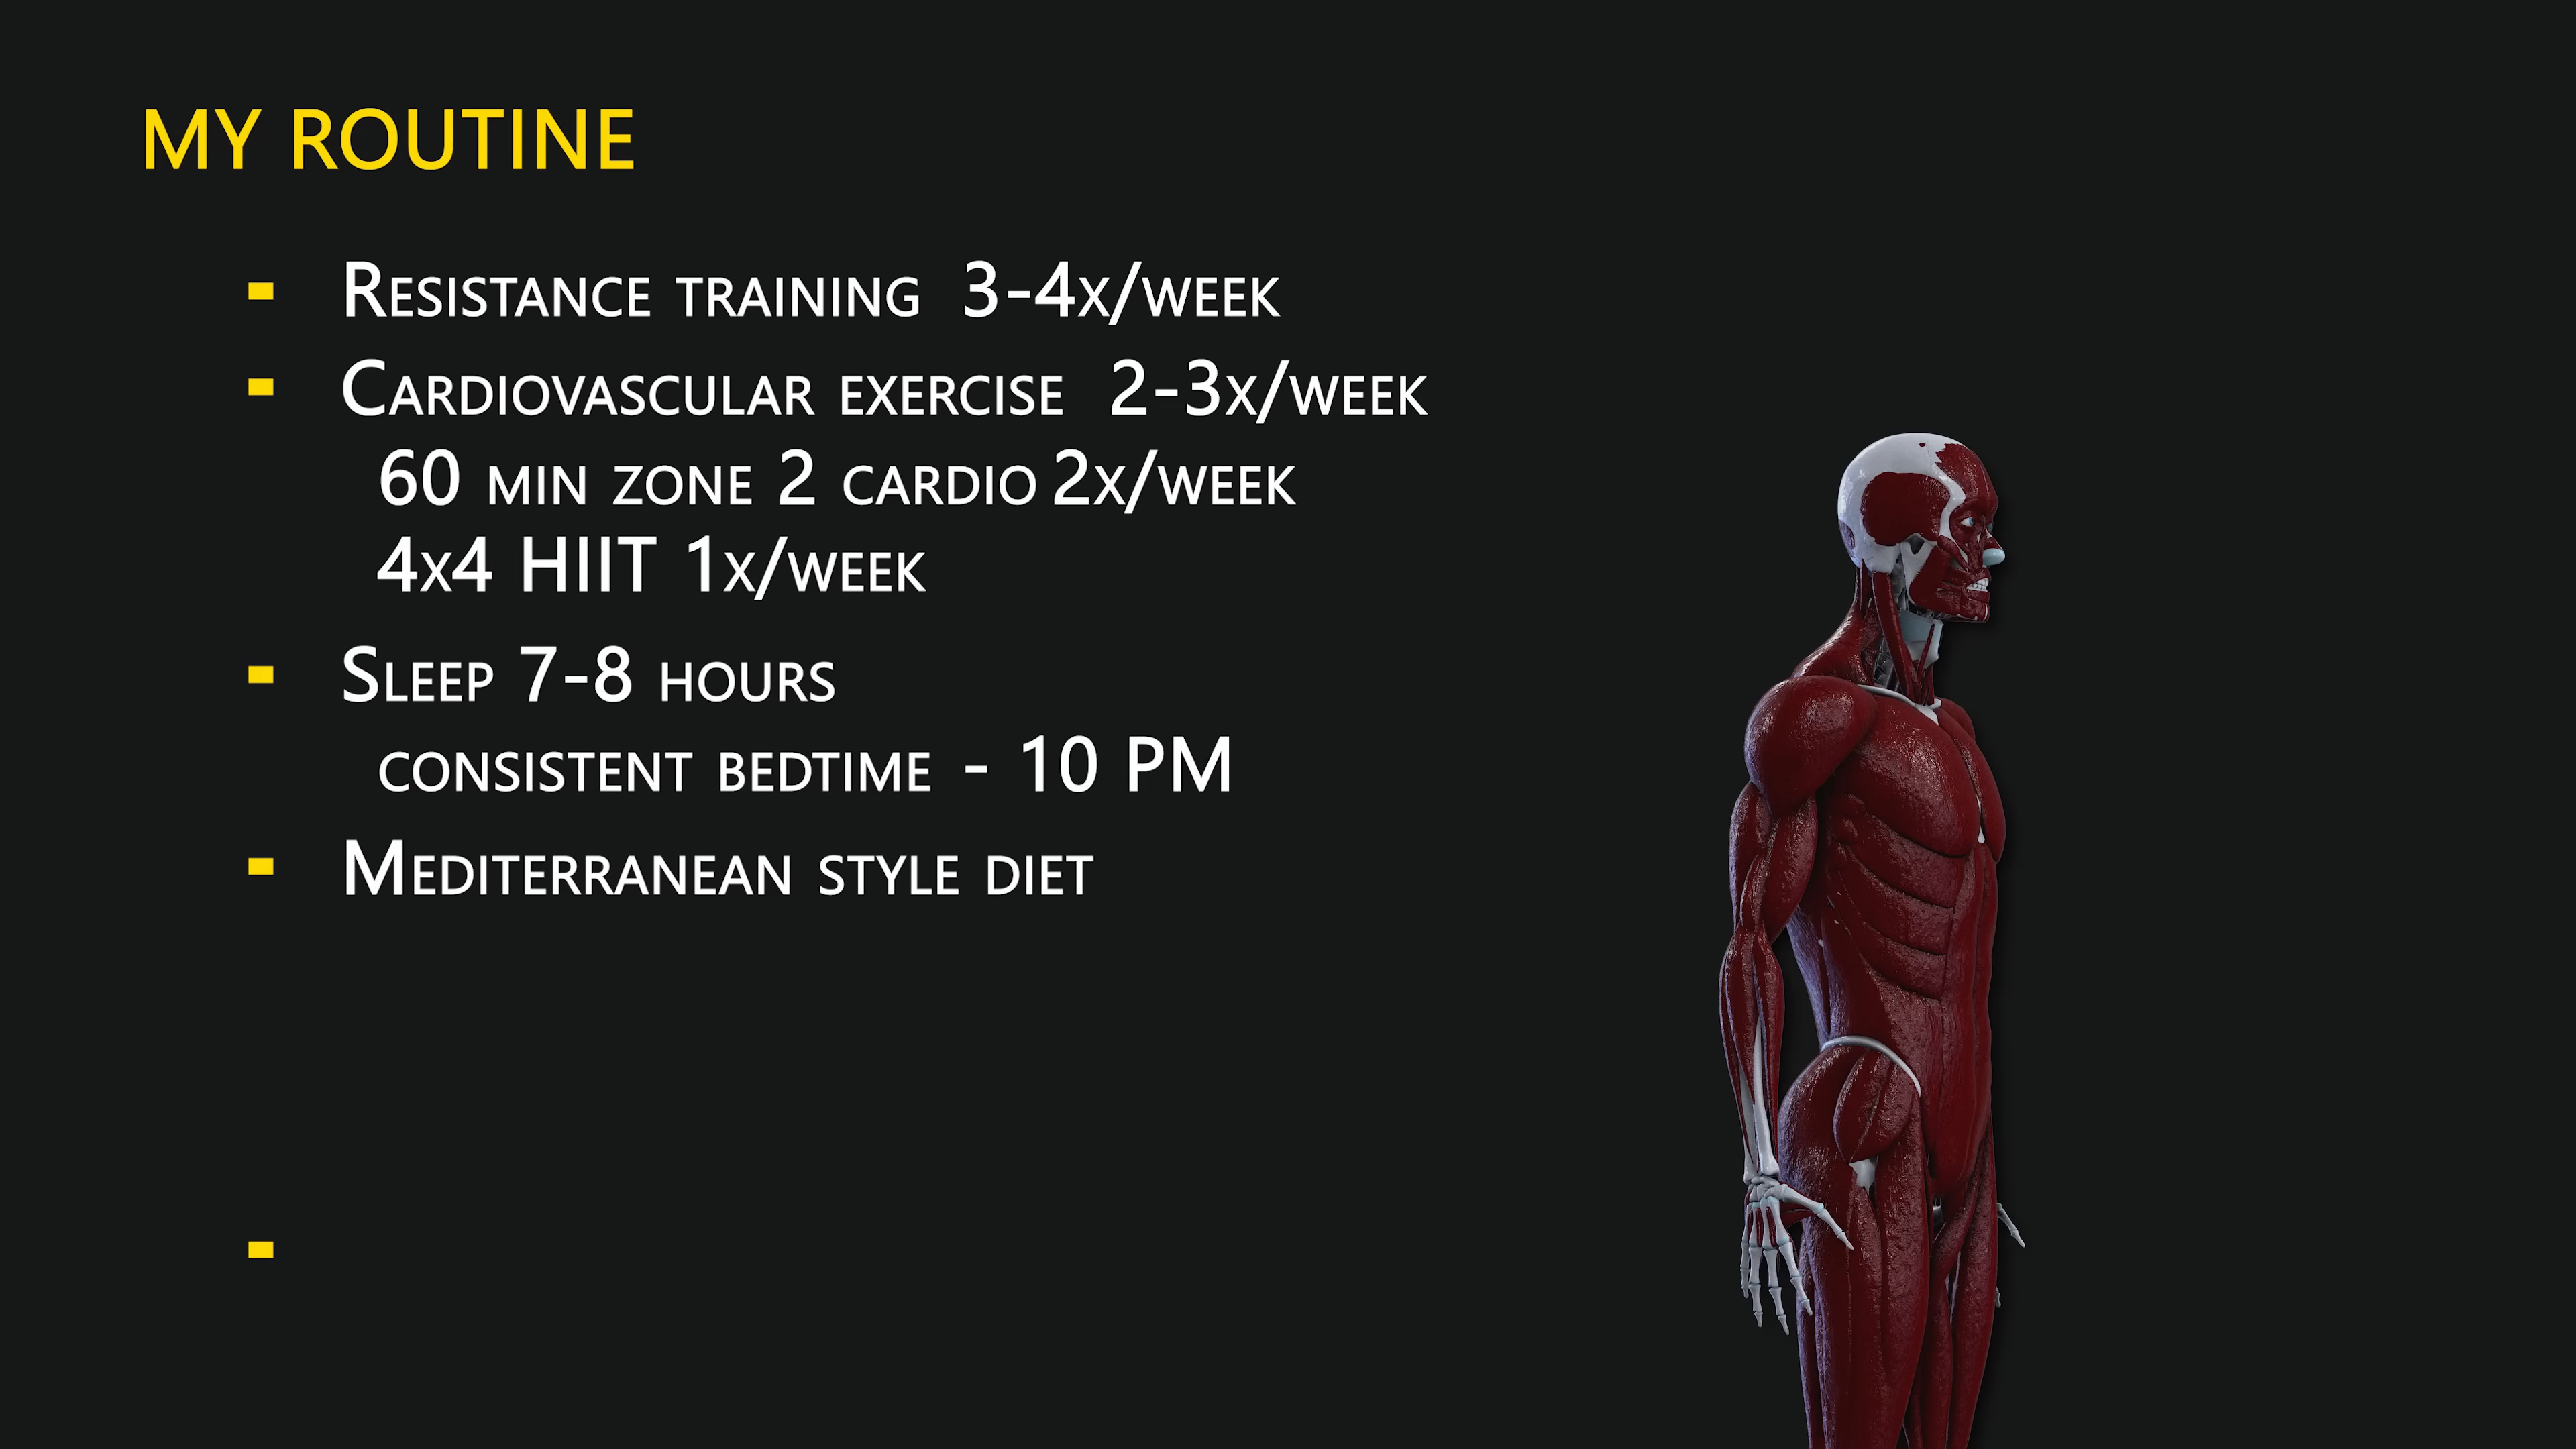 MY ROUTINE
- Resistance training 3-4x/week
- Cardiovascular exercise 2-3x/week
60 min zone 2 cardio 2x/week
4x4 HIIT 1x/week
- Sleep 7-8 hours
consistent bedtime - 10 PM
- Mediterranean style diet
-